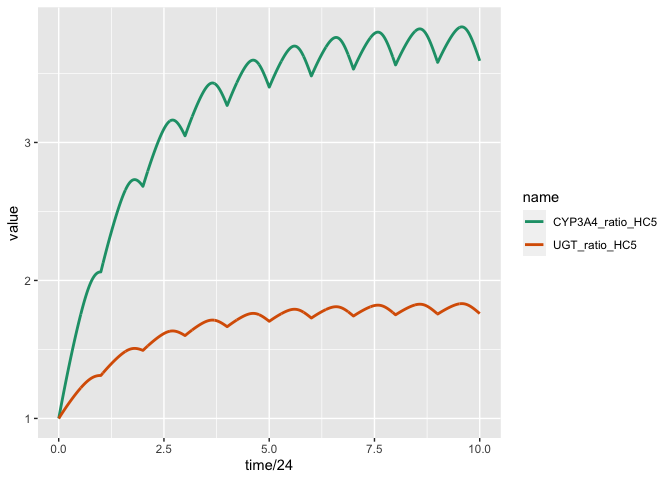 3
2
1
value
0.0 2.5 5.0 7.5 10.0
time/24
name
CYP3A4_ratio_HC5
UGT_ratio_HC5